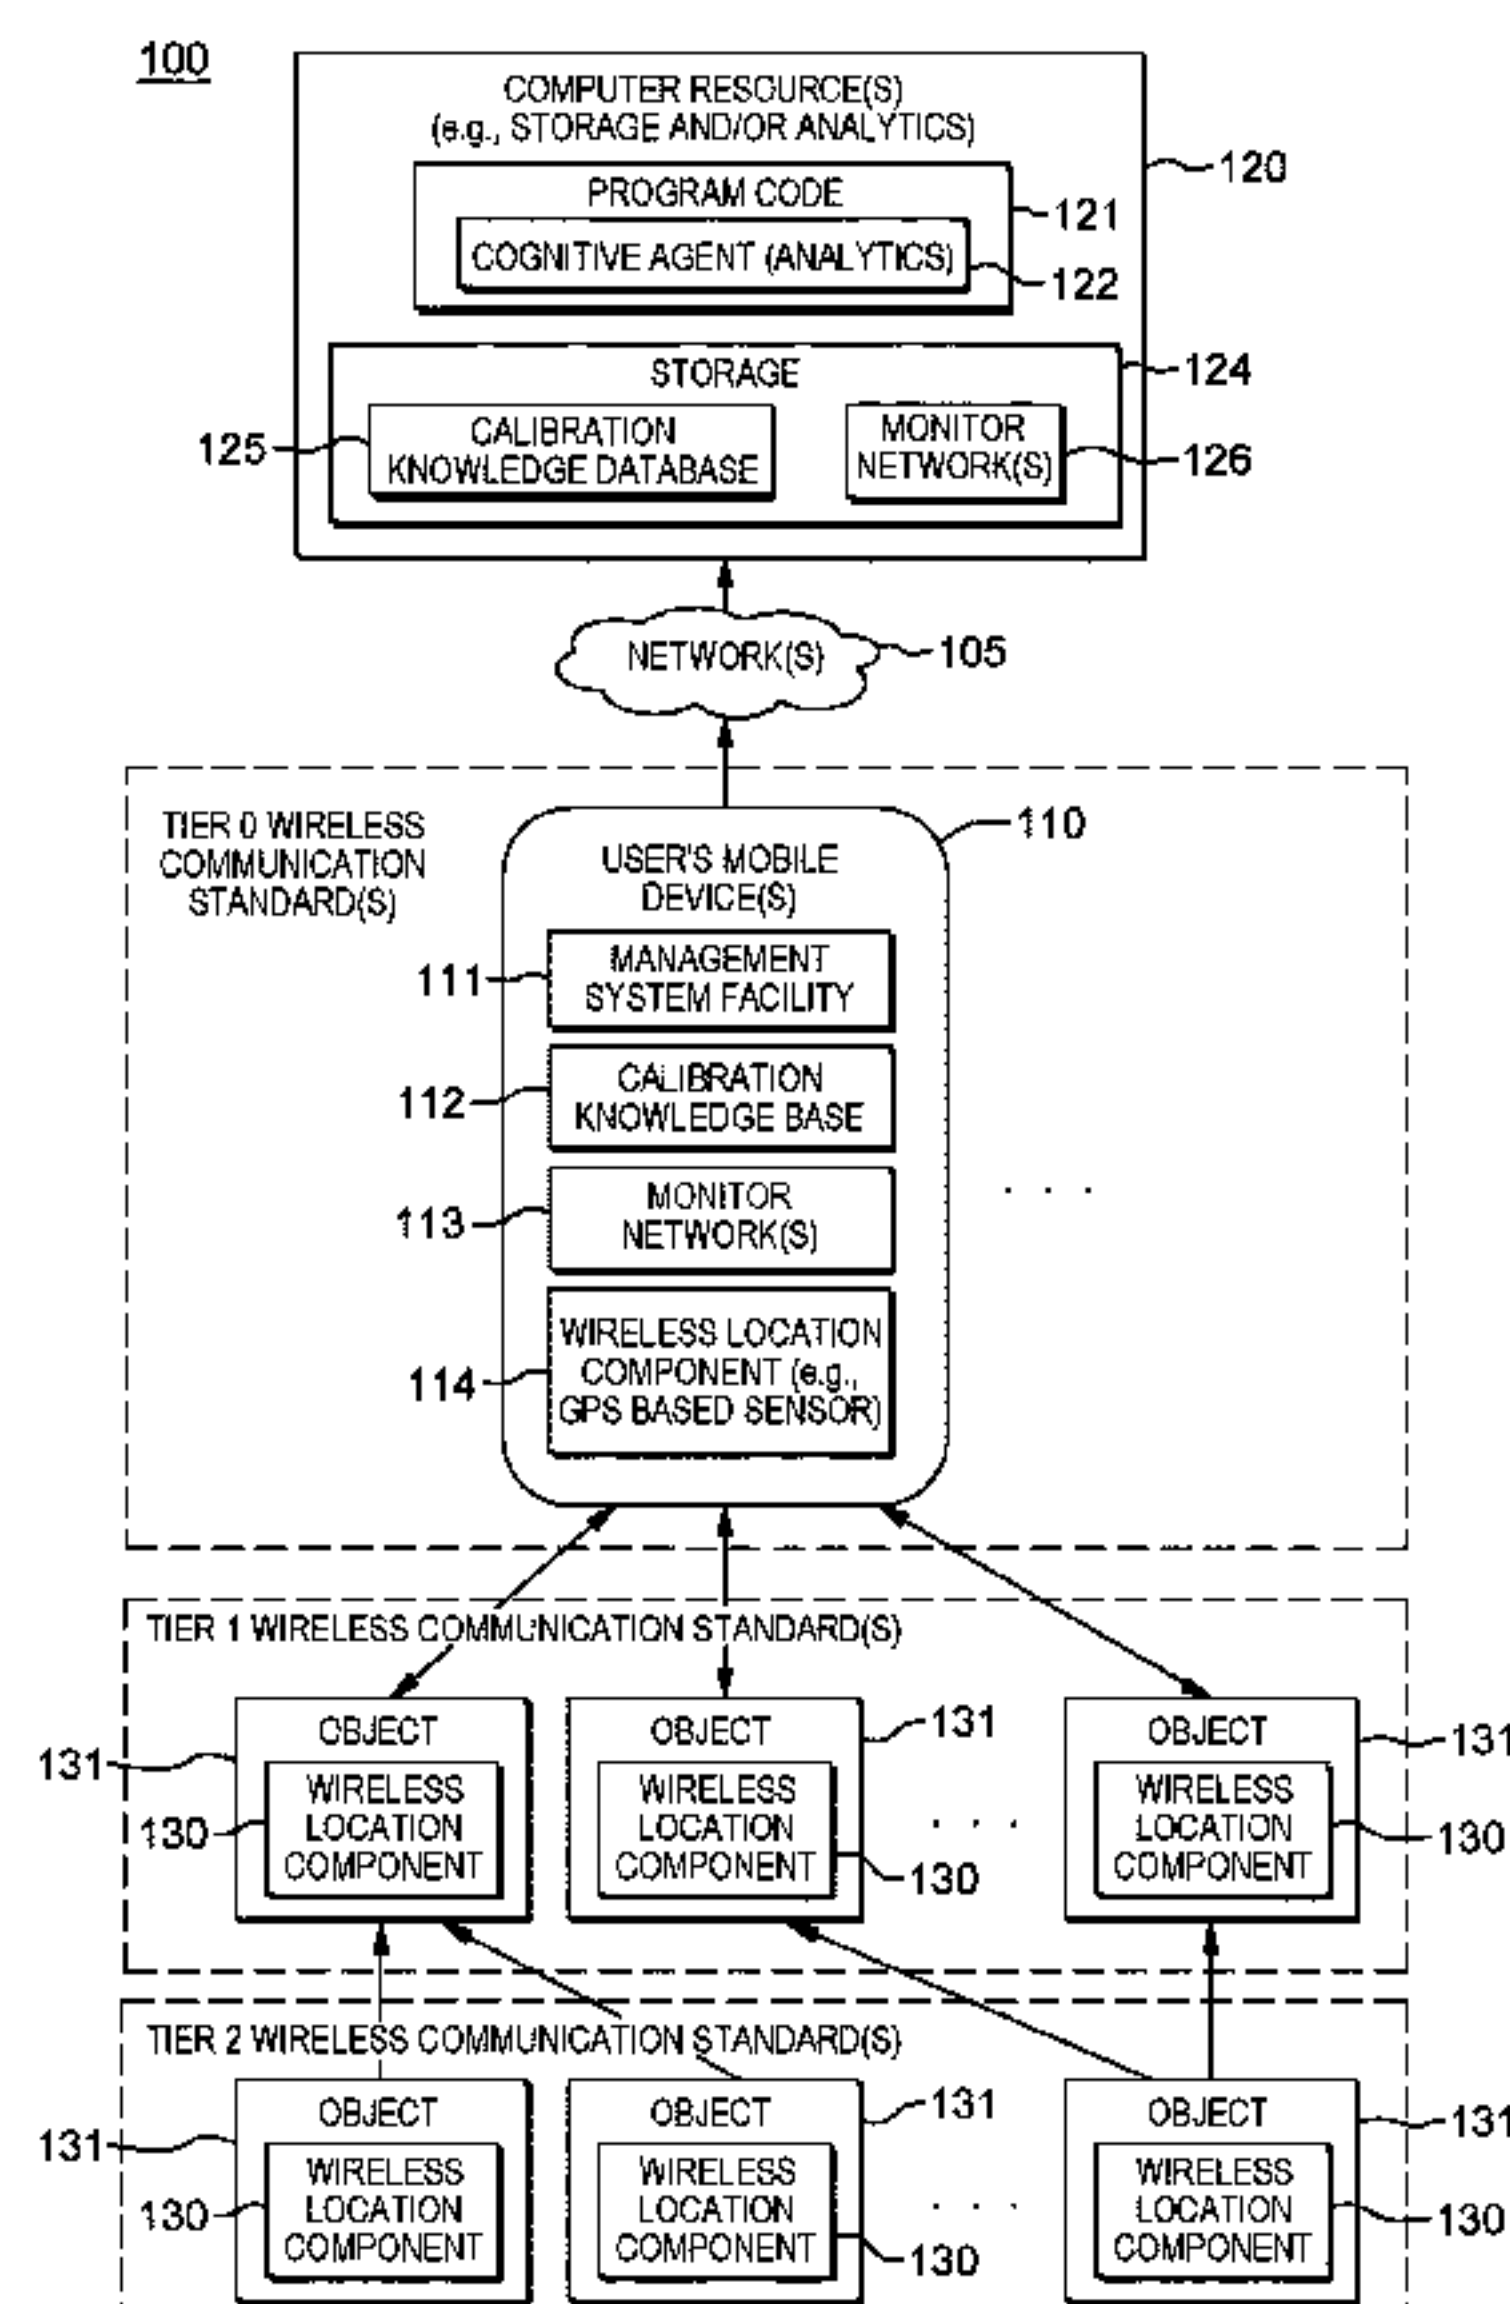 100
COMPUTER RESOURCE(S)
(e.g., STORAGE AND/OR ANALYTICS)
120
PROGRAM CODE
121
COGNITIVE AGENT (ANALYTICS)
122
STORAGE
124
125
CALIBRATION
KNOWLEDGE DATABASE
MONITOR
NETWORK(S)
126
NETWORK(S)
105
TIER 0 WIRELESS
COMMUNICATION
STANDARD(S)
110
USER'S MOBILE
DEVICE(S)
111
MANAGEMENT
SYSTEM FACILITY
112
CALIBRATION
KNOWLEDGE BASE
113
MONITOR
NETWORK(S)
. . .
114
WIRELESS LOCATION
COMPONENT (e.g.,
GPS BASED SENSOR)
TIER 1 WIRELESS COMMUNICATION STANDARD(S)
131
OBJECT
130
WIRELESS
LOCATION
COMPONENT
OBJECT
131
WIRELESS
LOCATION
COMPONENT
130
. . .
OBJECT
131
WIRELESS
LOCATION
COMPONENT
130
TIER 2 WIRELESS COMMUNICATION STANDARD(S)
131
OBJECT
130
WIRELESS
LOCATION
COMPONENT
OBJECT
131
WIRELESS
LOCATION
COMPONENT
130
. . .
OBJECT
131
WIRELESS
LOCATION
COMPONENT
130